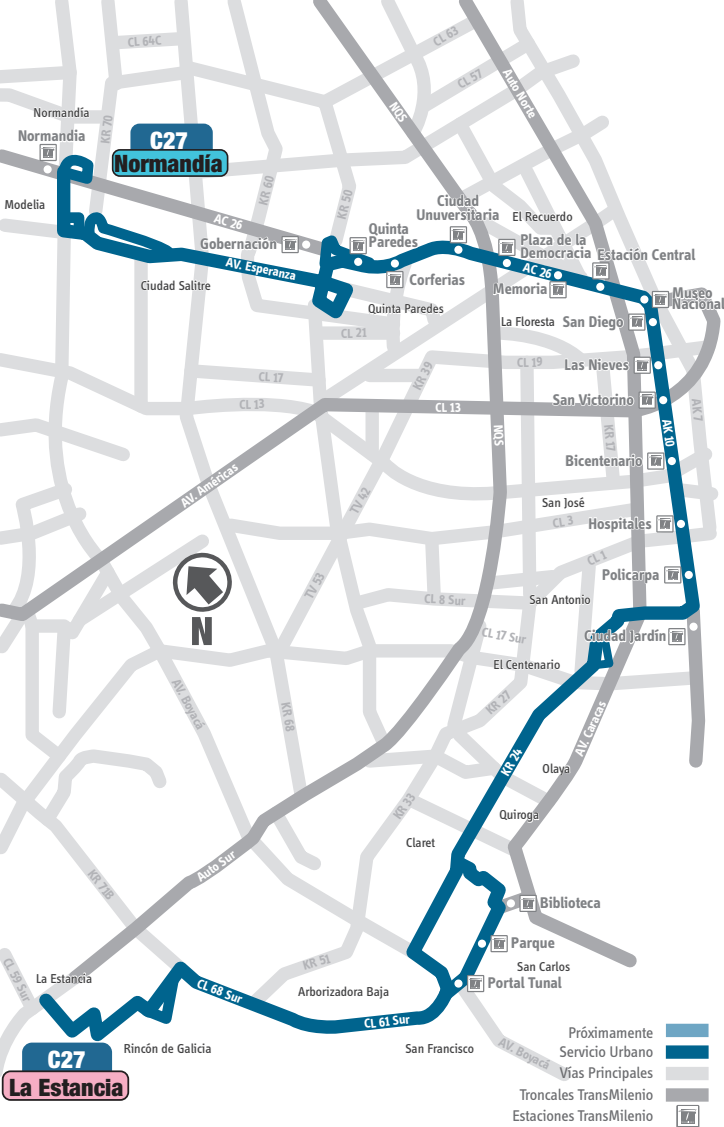 CL 64C
CL 63
CL 57
Auto Norte
NQS
Normandía
Normandia
KR 70
C27
Normandía
Modelia
KR 60
KR 50
AC 26
Gobernación
Quinta
Paredes
Ciudad
Unuversitaria
El Recuerdo
Plaza de la
Democracia
Estación Central
AV. Esperanza
Corferias
AC 26
Memoria
Museo
Nacional
Ciudad Salitre
Quinta Paredes
La Floresta
San Diego
CL 21
CL 19
Las Nieves
KR 39
CL 17
CL 13
CL 13
San Victorino
AK 7
NQS
KR 17
AK 10
Bicentenario
AV. Américas
TV 42
San José
CL 3
Hospitales
CL 1
TV 53
Policarpa
N
CL 8 Sur
San Antonio
CL 17 Sur
Ciudad Jardín
El Centenario
AV. Boyacá
KR 68
KR 27
AV. Caracas
KR 24
Olaya
KR 33
Quiroga
Claret
Auto Sur
KR 71B
Biblioteca
Parque
KR 51
San Carlos
CL 59 Sur
La Estancia
CL 68 Sur
Arborizadora Baja
Portal Tunal
CL 61 Sur
Rincón de Galicia
San Francisco
AV. Boyacá
C27
La Estancia
Próximamente
Servicio Urbano
Vías Principales
Troncales TransMilenio
Estaciones TransMilenio